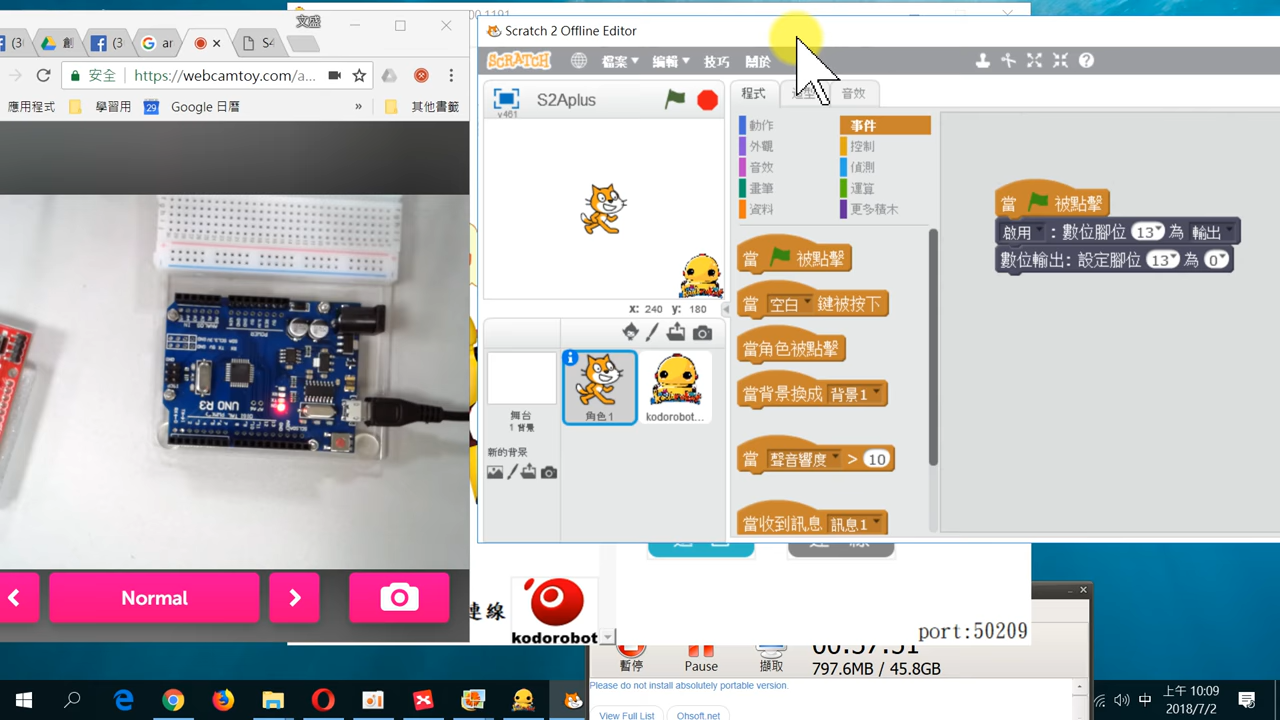 文盛
Scratch 2 Offline Editor
安全 https://webcamtoy.com/a...
應用程式 學習用 Google 日曆 » 其他書籤
SCRATCH 檔案 編輯 技巧 關於
v461 S2Aplus
程式 音效
動作 事件
外觀 控制
音效 偵測
畫筆 運算
資料 更多積木
當 被點擊
當 空白 鍵被按下
當角色被點擊
當背景換成 背景1
當 聲音響度 > 10
當收到訊息 訊息1
當 被點擊
啟用 : 數位腳位 13 為 輸出
數位輸出: 設定腳位 13 為 0
x: 240 y: 180
舞台
1 背景
角色1
kodorobot...
新的背景
UNO R3
Normal
連線
kodorobot
port:50209
暫停 Pause 擷取
797.6MB / 45.8GB
Please do not install absolutely portable version.
View Full List Ohsoft.net
中
上午 10:09
2018/7/2